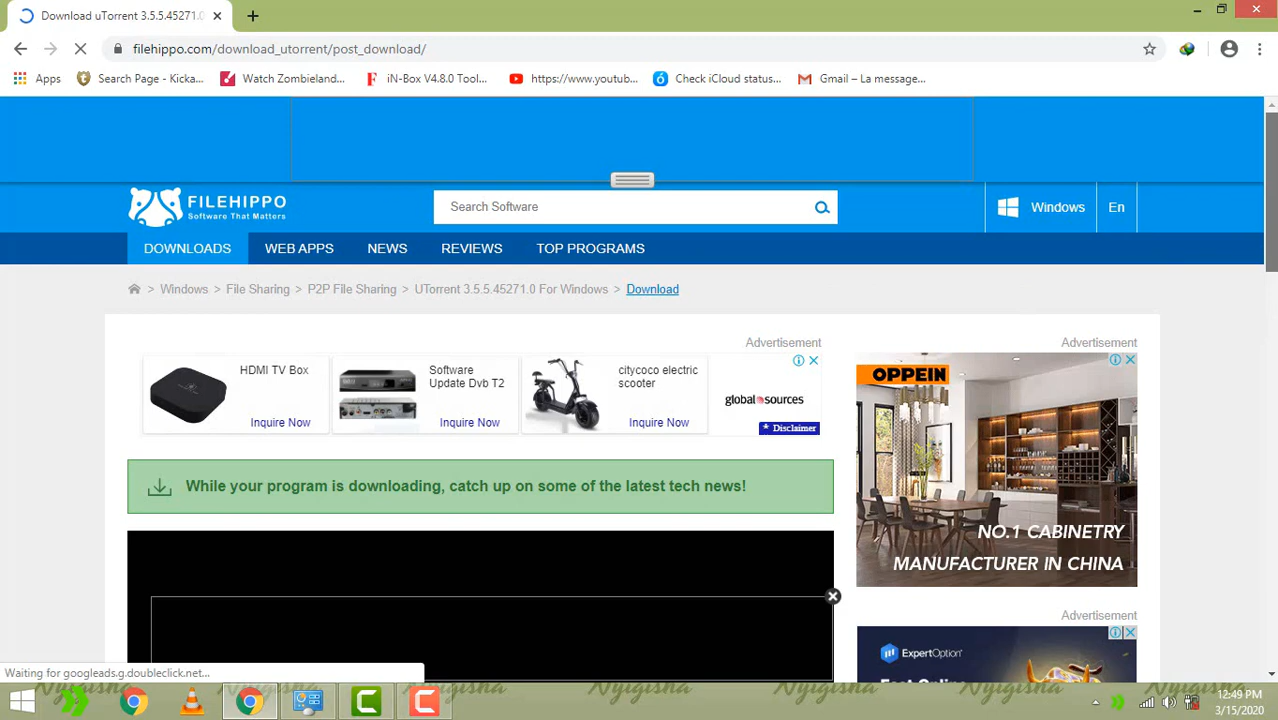 Download uTorrent 3.5.5.45271.0
filehippo.com/download_utorrent/post_download/
Apps
Search Page - Kicka...
Watch Zombieland...
iN-Box V4.8.0 Tool...
https://www.youtub...
Check iCloud status...
Gmail – La message...
FILEHIPPO
Software That Matters
Search Software
Windows
En
DOWNLOADS
WEB APPS
NEWS
REVIEWS
TOP PROGRAMS
> Windows > File Sharing > P2P File Sharing > UTorrent 3.5.5.45271.0 For Windows > Download
Advertisement
HDMI TV Box
Inquire Now
Software
Update Dvb T2
Inquire Now
citycoco electric
scooter
Inquire Now
global sources
* Disclaimer
While your program is downloading, catch up on some of the latest tech news!
Advertisement
OPPEIN
NO.1 CABINETRY
MANUFACTURER IN CHINA
Advertisement
ExpertOption
Waiting for googleads.g.doubleclick.net...
12:49 PM
3/15/2020